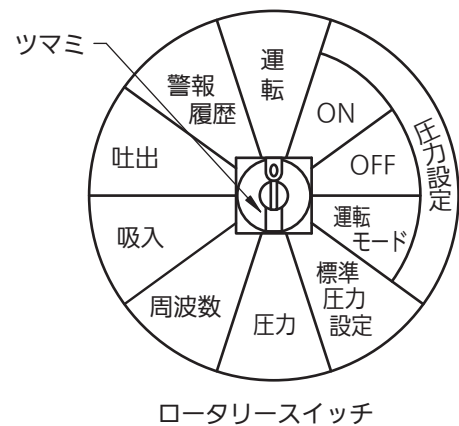 ツマミ
運
転
ON
OFF
圧力設定
運転
モード
標準
圧力
設定
圧力
周波数
吸入
吐出
警報
履歴
ロータリースイッチ